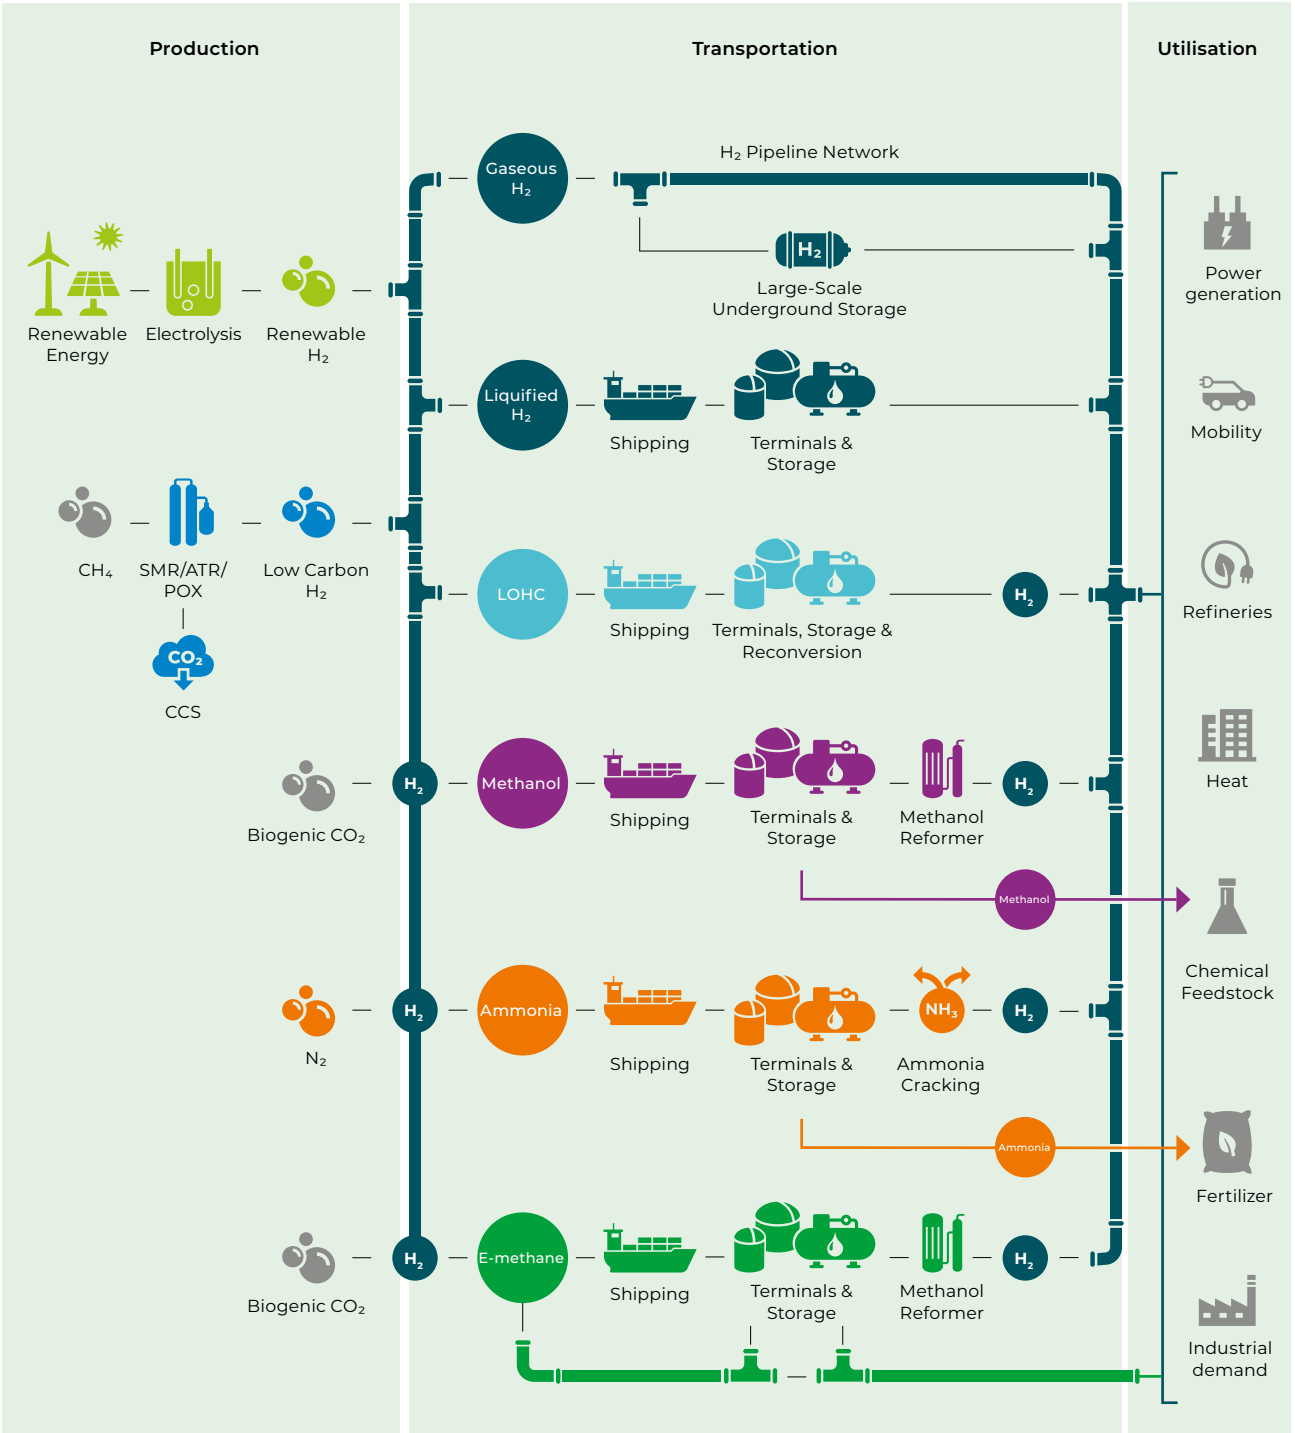 Production
Transportation
Utilisation
H₂ Pipeline Network
Gaseous
H₂
H₂
Large-Scale
Underground Storage
Renewable
Energy
Electrolysis
Renewable
H₂
Liquified
H₂
Shipping
Terminals &
Storage
CH₄
SMR/ATR/
POX
Low Carbon
H₂
CO₂
CCS
LOHC
Shipping
Terminals, Storage &
Reconversion
H₂
Biogenic CO₂
H₂
Methanol
Shipping
Terminals &
Storage
Methanol
Reformer
H₂
Methanol
N₂
H₂
Ammonia
Shipping
Terminals &
Storage
NH₃
Ammonia
Cracking
H₂
Ammonia
Biogenic CO₂
H₂
E-methane
Shipping
Terminals &
Storage
Methanol
Reformer
H₂
Power
generation
Mobility
Refineries
Heat
Chemical
Feedstock
Fertilizer
Industrial
demand